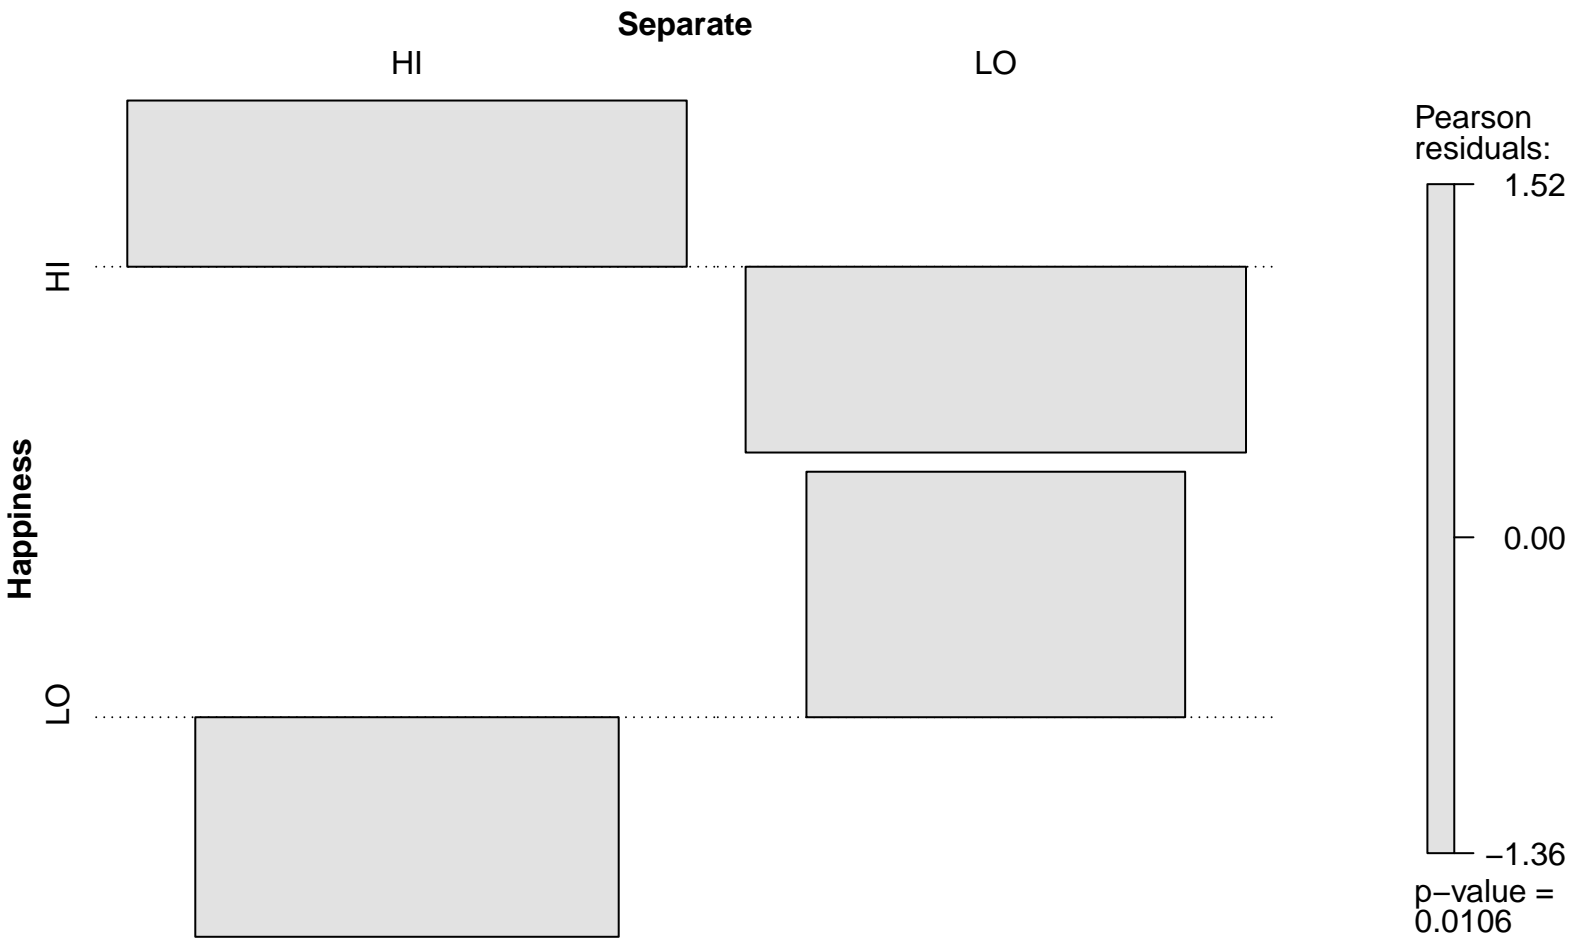 Separate
HI
LO
Happiness
HI
LO
Pearson
residuals:
1.52
0.00
−1.36
p−value =
0.0106